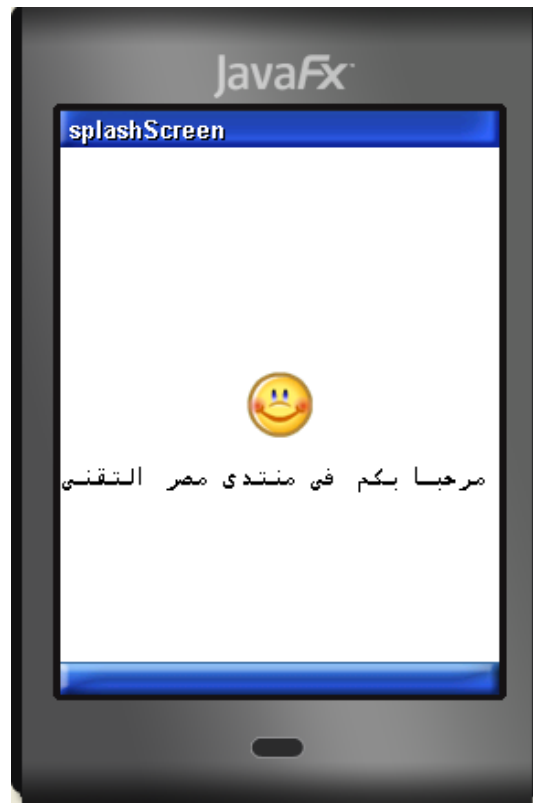 JavaFx
splashScreen
مرحبا بكم فى منتدى مصر التقنى